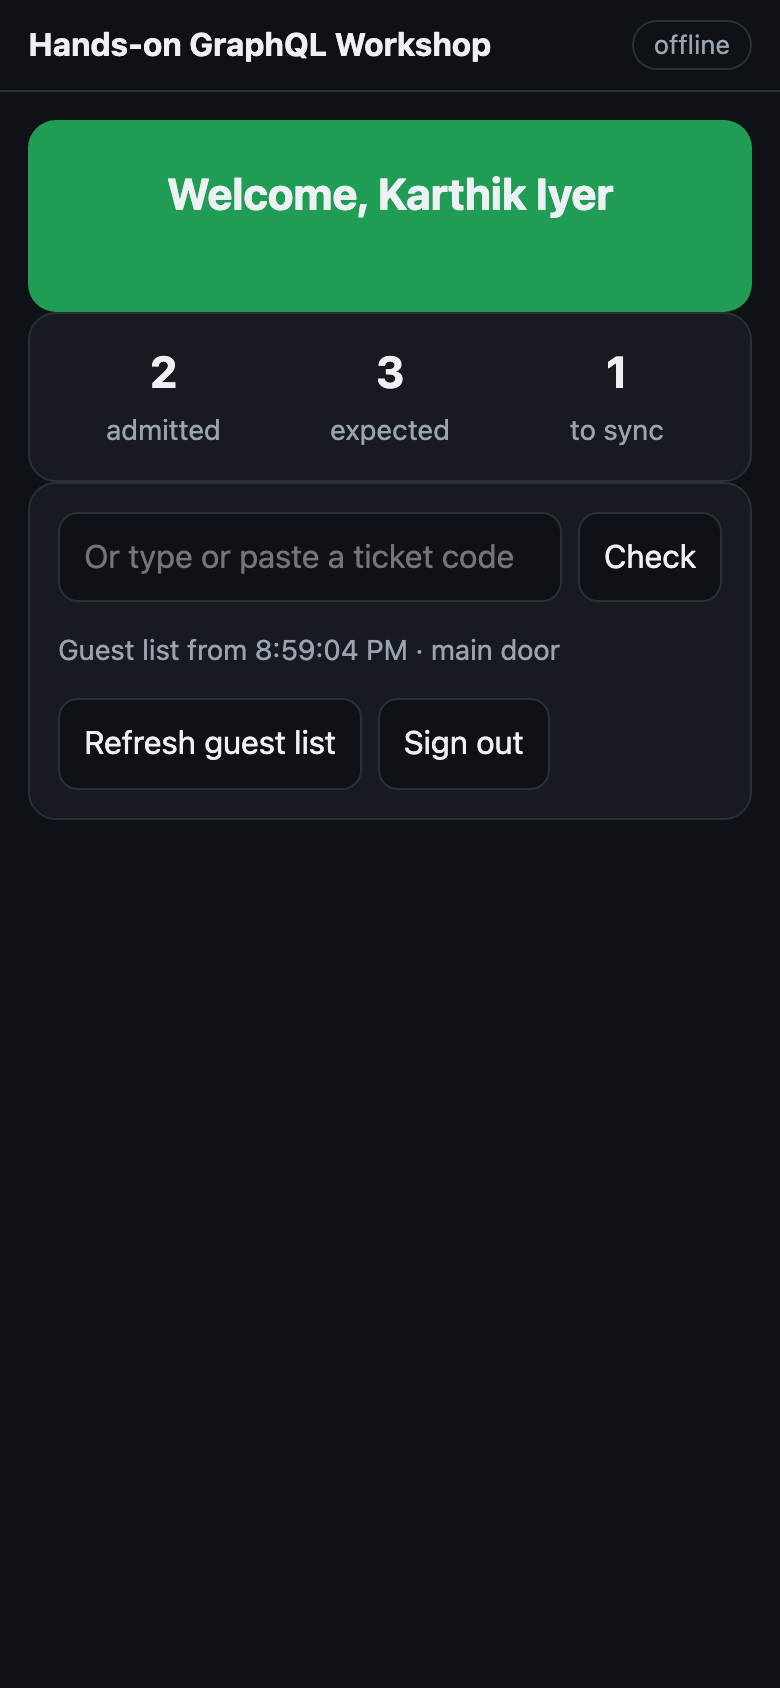 Hands-on GraphQL Workshop
offline
Welcome, Karthik Iyer
2
3
1
admitted
expected
to sync
Or type or paste a ticket code
Check
Guest list from 8:59:04 PM · main door
Refresh guest list
Sign out